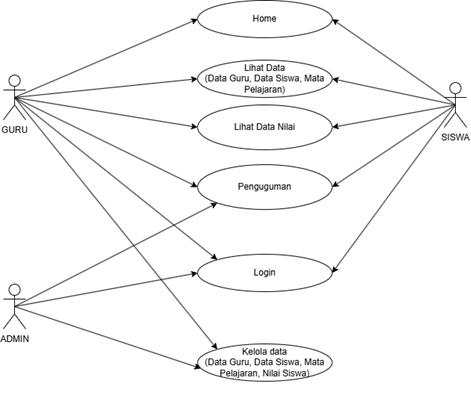 Home
Lihat Data
(Data Guru, Data Siswa, Mata
Pelajaran)
GURU
SISWA
Lihat Data Nilai
Penguguman
Login
ADMIN
Kelola data
(Data Guru, Data Siswa, Mata
Pelajaran, Nilai Siswa)